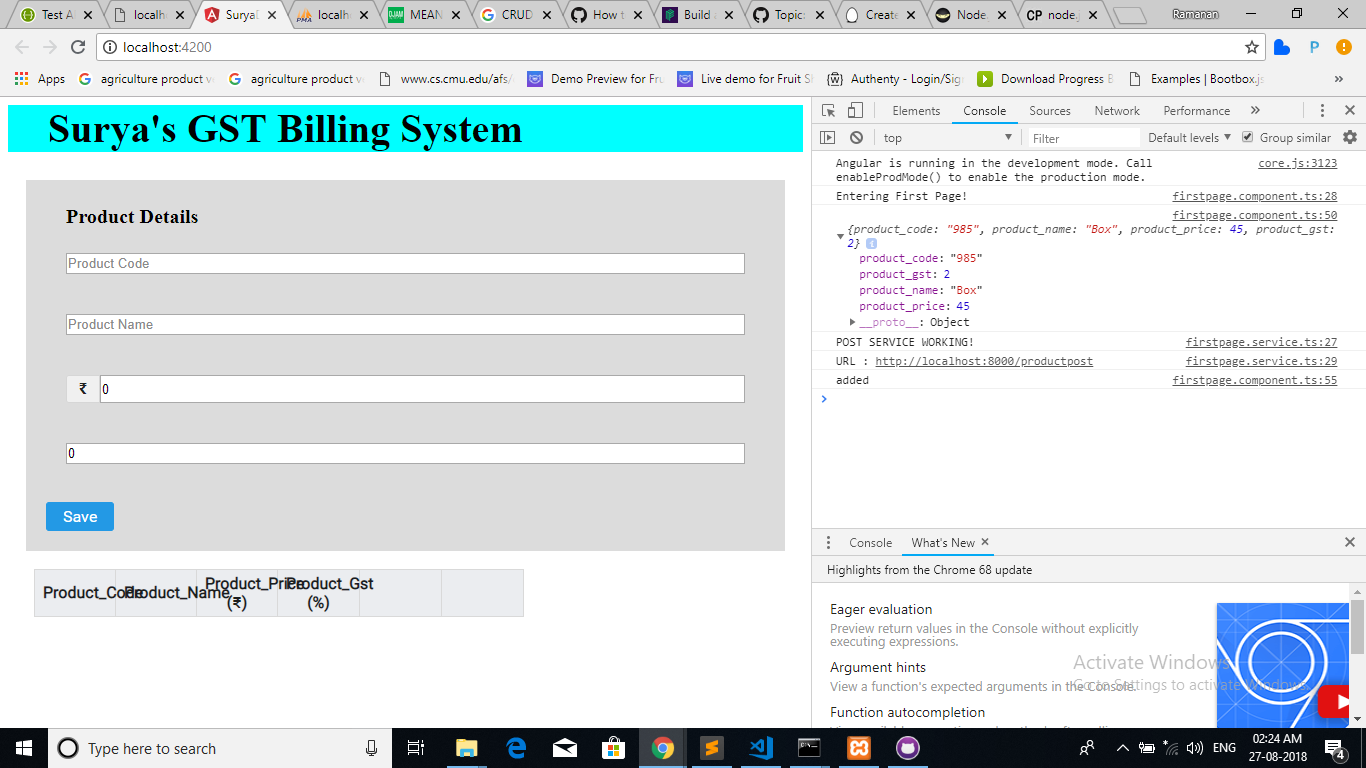 Test A
localh
Surya
localh
MEAN
CRUD
How t
Build
Topic:
Create
Node.
node.j
Ramanan
localhost:4200
Apps
agriculture product v
agriculture product v
www.cs.cmu.edu/afs/
Demo Preview for Fru
Live demo for Fruit S
Authenty - Login/Sig
Download Progress B
Examples | Bootbox.js
»
Surya's GST Billing System
Product Details
Product Code
Product Name
₹ 0
0
Save
Product_Code
Product_Name
Product_Price (₹)
Product_Gst (%)
Elements Console Sources Network Performance »
top Filter Default levels Group similar
Angular is running in the development mode. Call core.js:3123
enableProdMode() to enable the production mode.
Entering First Page! firstpage.component.ts:28
firstpage.component.ts:50
{product_code: "985", product_name: "Box", product_price: 45, product_gst:
2}
product_code: "985"
product_gst: 2
product_name: "Box"
product_price: 45
__proto__: Object
POST SERVICE WORKING! firstpage.service.ts:27
URL : http://localhost:8000/productpost firstpage.service.ts:29
added firstpage.component.ts:55
Console What's New
Highlights from the Chrome 68 update
Eager evaluation
Preview return values in the Console without explicitly
executing expressions.
Argument hints
View a function's expected arguments in the Console.
Function autocompletion
Activate Windows
Go to Settings to activate Windows.
Type here to search
ENG
02:24 AM
27-08-2018
4